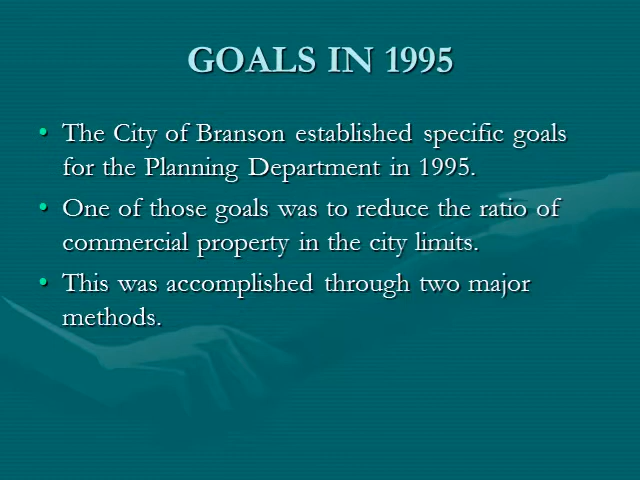 GOALS IN 1995
• The City of Branson established specific goals
for the Planning Department in 1995.
• One of those goals was to reduce the ratio of
commercial property in the city limits.
• This was accomplished through two major
methods.